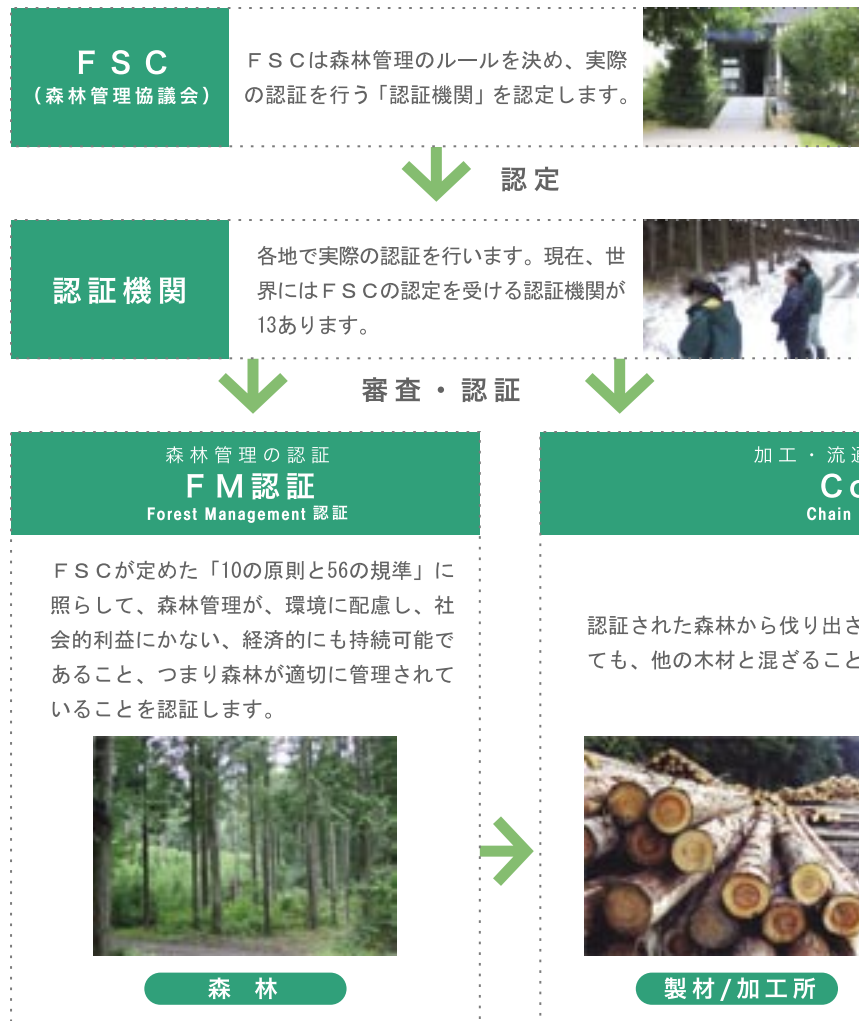 ＦＳＣ
（森林管理協議会）
ＦＳＣは森林管理のルールを決め、実際
の認証を行う「認証機関」を認定します。
認定
認証機関
各地で実際の認証を行います。現在、世
界にはＦＳＣの認定を受ける認証機関が
13あります。
審査・認証
森林管理の認証
ＦＭ認証
Forest Management 認証
ＦＳＣが定めた「10の原則と56の規準」に
照らして、森林管理が、環境に配慮し、社
会的利益にかない、経済的にも持続可能で
あること、つまり森林が適切に管理されて
いることを認証します。
森 林
加工・流
Co
Chain
認証された森林から伐り出さ
ても、他の木材と混ざること
製材/加工所